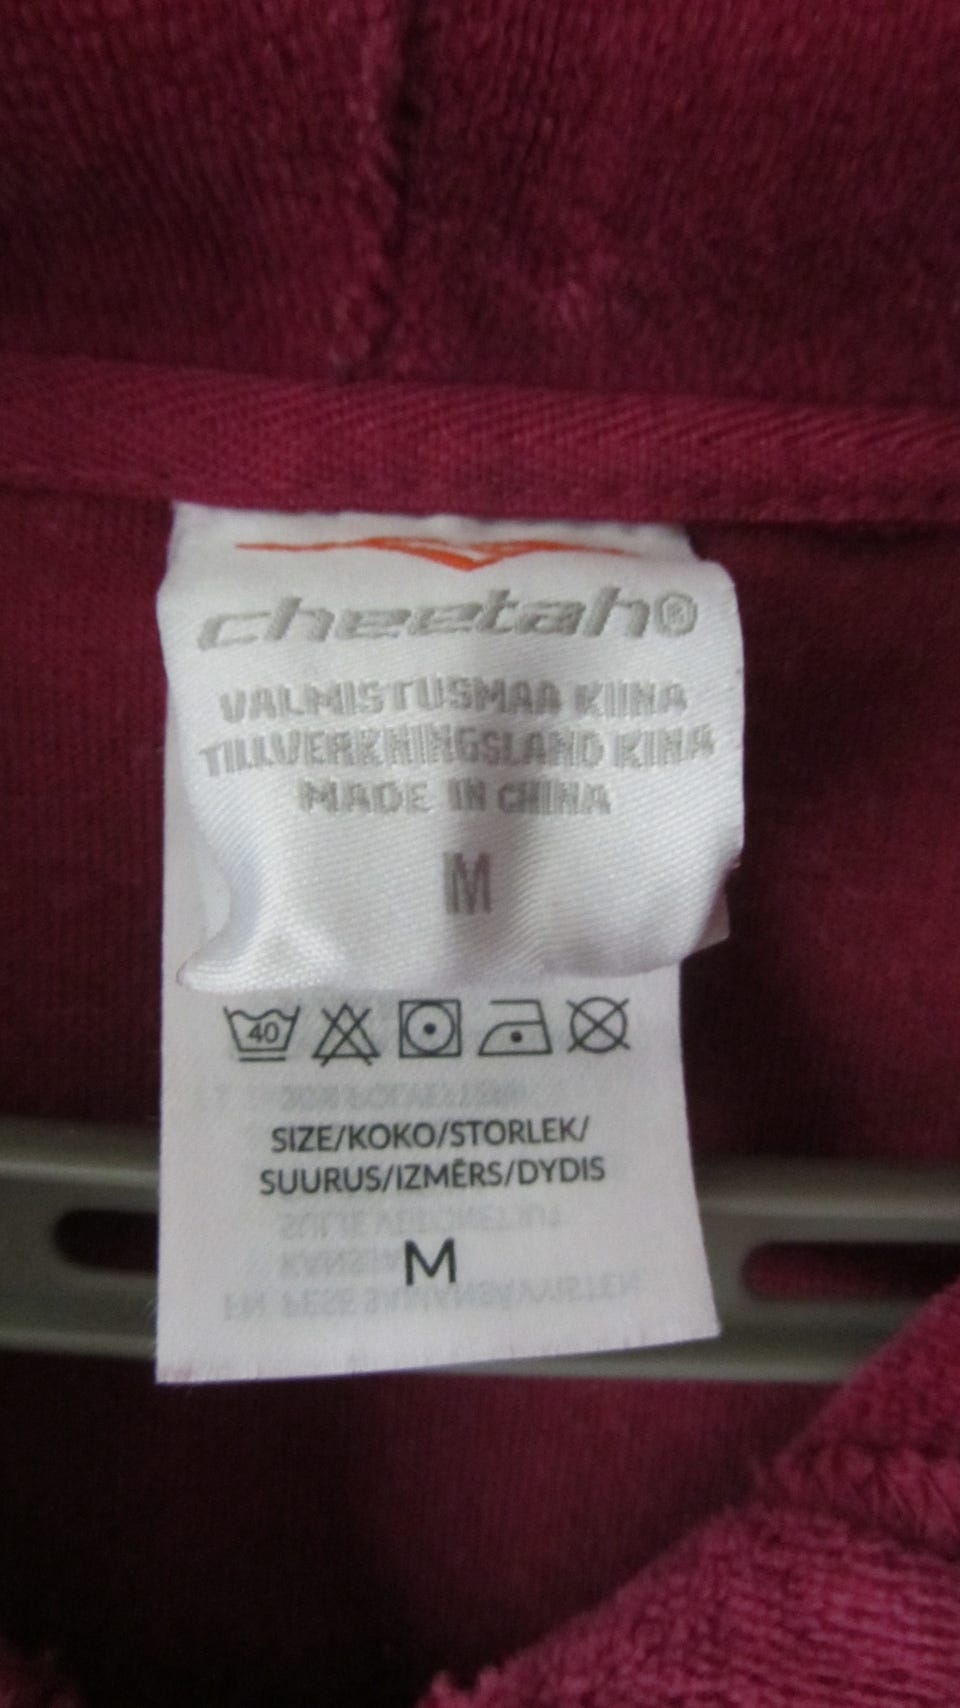 cheetah®
VALMISTUSMAA KIINA
TILLVERKNINGSLAND KINA
MADE IN CHINA
M
40
SIZE/KOKO/STORLEK/
SUURUS/IZMĒRS/DYDIS
M